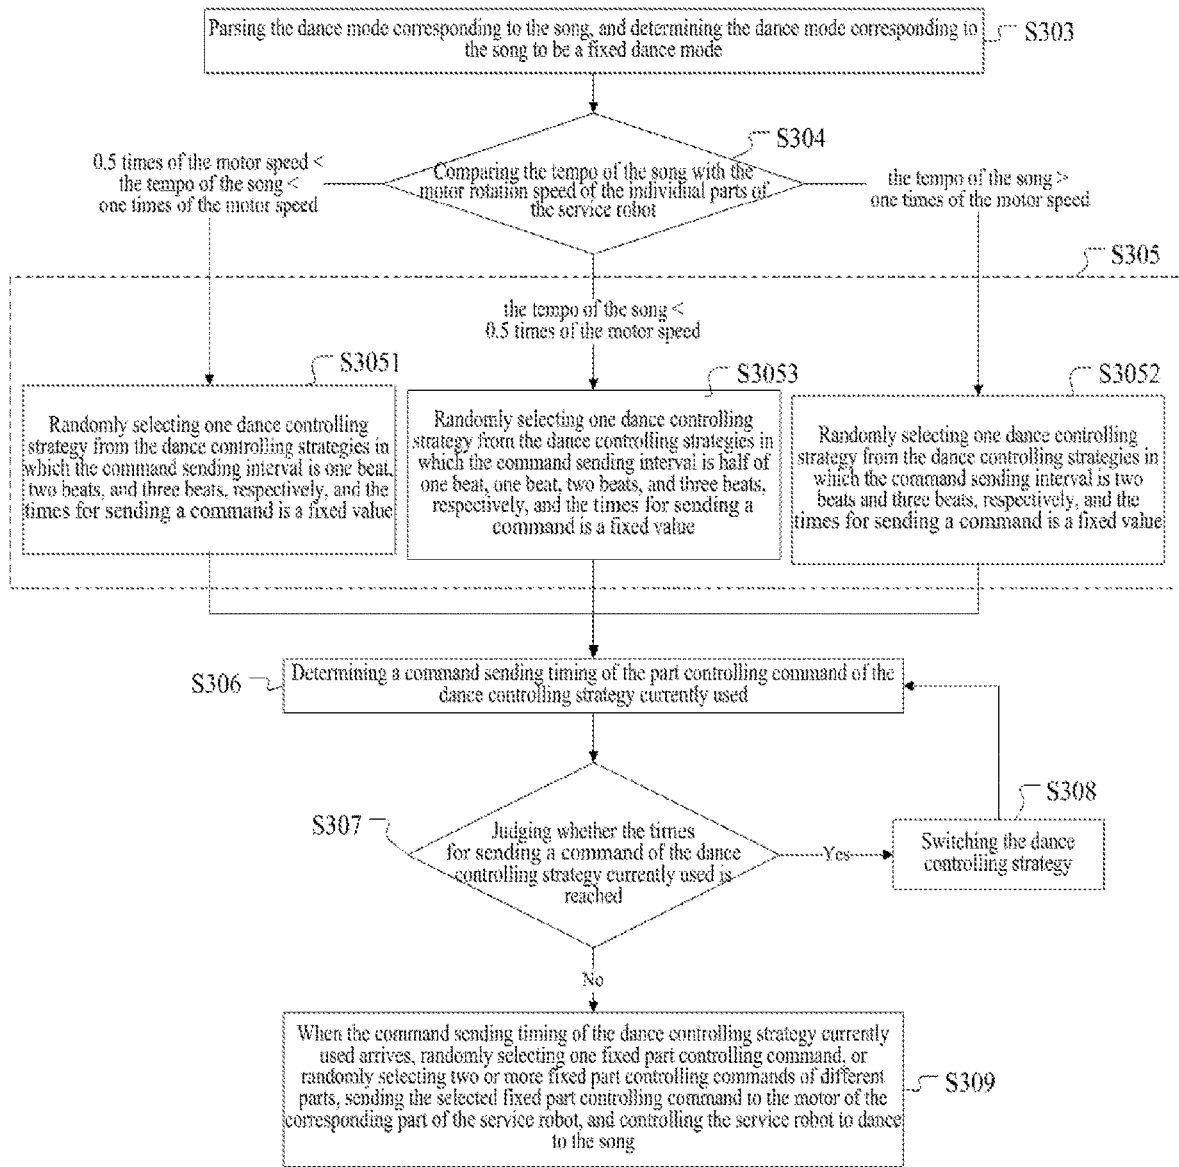 Parsing the dance mode corresponding to the song, and determining the dance mode corresponding to
the song to be a fixed dance mode
S303
S304
Comparing the tempo of the song with the
motor rotation speed of the individual parts of
the service robot
0.5 times of the motor speed <
the tempo of the song <
one times of the motor speed
the tempo of the song >
one times of the motor speed
S305
the tempo of the song <
0.5 times of the motor speed
S3051
Randomly selecting one dance controlling
strategy from the dance controlling strategies in
which the command sending interval is one beat,
two beats, and three beats, respectively, and the
times for sending a command is a fixed value
S3053
Randomly selecting one dance controlling
strategy from the dance controlling strategies in
which the command sending interval is half of
one beat, one beat, two beats, and three beats,
respectively, and the times for sending a
command is a fixed value
S3052
Randomly selecting one dance controlling
strategy from the dance controlling strategies in
which the command sending interval is two
beats and three beats, respectively, and the
times for sending a command is a fixed value
S306
Determining a command sending timing of the part controlling command of the
dance controlling strategy currently used
S307
Judging whether the times
for sending a command of the dance
controlling strategy currently used is
reached
Yes
S308
Switching the dance
controlling strategy
No
When the command sending timing of the dance controlling strategy currently
used arrives, randomly selecting one fixed part controlling command, or
randomly selecting two or more fixed part controlling commands of different
parts, sending the selected fixed part controlling command to the motor of the
corresponding part of the service robot, and controlling the service robot to dance
to the song
S309